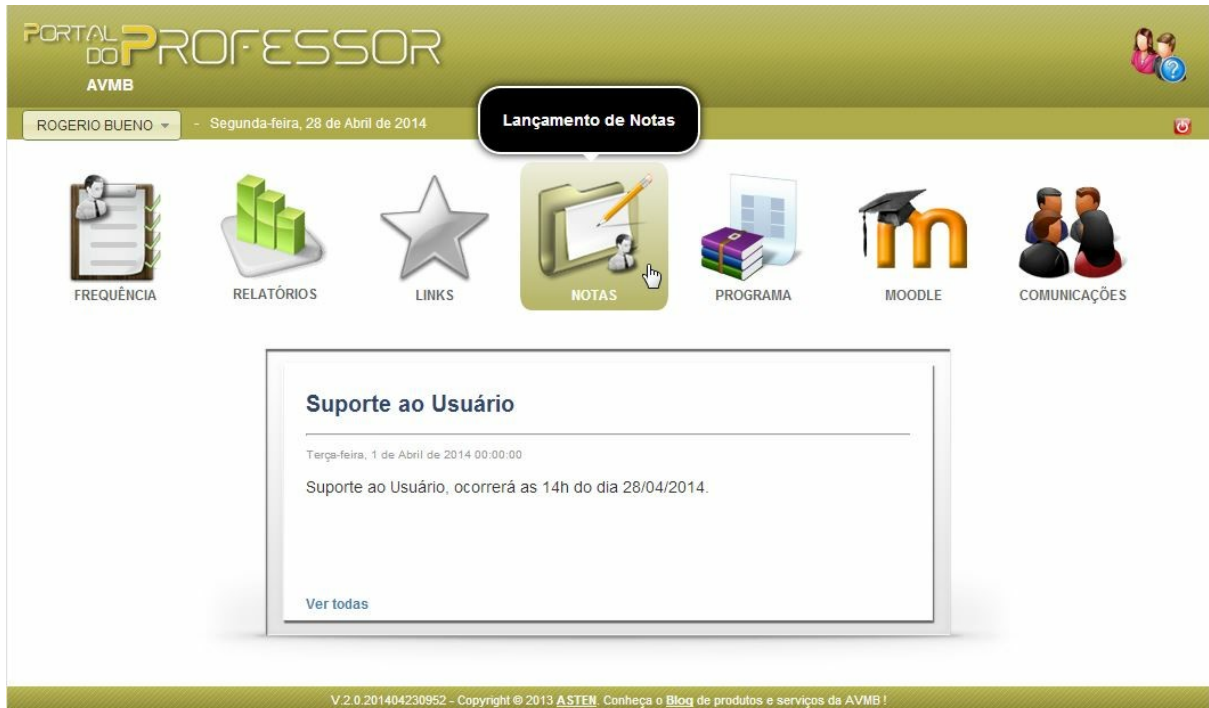 PORTAL
DO PROFESSOR
AVMB
ROGERIO BUENO - Segunda-feira, 28 de Abril de 2014
Lançamento de Notas
FREQUÊNCIA RELATÓRIOS LINKS NOTAS PROGRAMA MOODLE COMUNICAÇÕES
Suporte ao Usuário
Terça-feira, 1 de Abril de 2014 00:00:00
Suporte ao Usuário, ocorrerá as 14h do dia 28/04/2014.
Ver todas
V.2.0.201404230952 - Copyright © 2013 ASTEN. Conheça o Blog de produtos e serviços da AVMB !